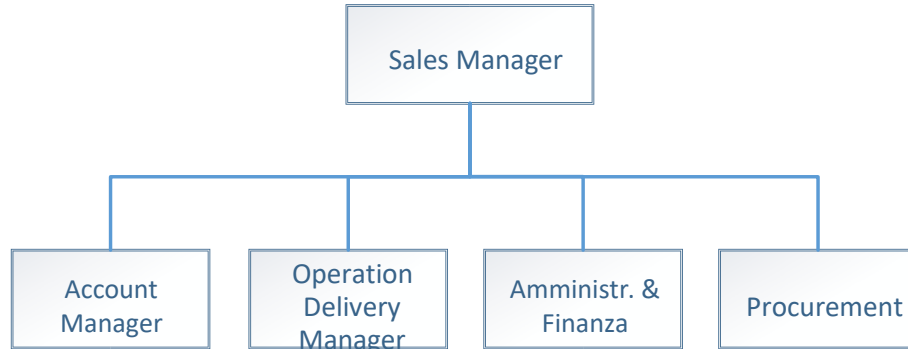 Sales Manager
Account
Manager
Operation
Delivery
Manager
Amministr. &
Finanza
Procurement